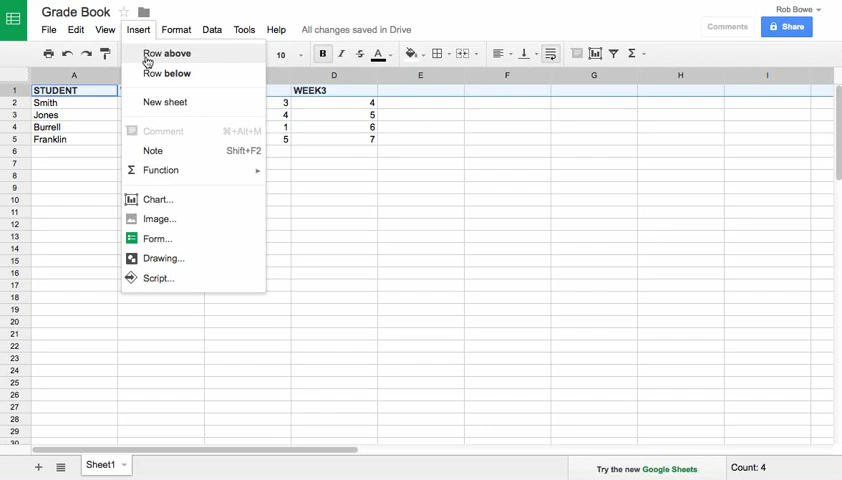 Grade Book
Rob Bowe
File Edit View Insert Format Data Tools Help All changes saved in Drive
Comments
Share
10 B I A Σ
Row above
Row below
New sheet
Comment ⌘+Alt+M
Note Shift+F2
Σ Function
Chart...
Image...
Form...
Drawing...
Script...
A D E F G H I
1 STUDENT WEEK3
2 Smith 3 4
3 Jones 4 5
4 Burrell 1 6
5 Franklin 5 7
6
7
8
9
10
11
12
13
14
15
16
17
18
19
20
21
22
23
24
25
26
27
28
29
30
Sheet1
Try the new Google Sheets
Count: 4